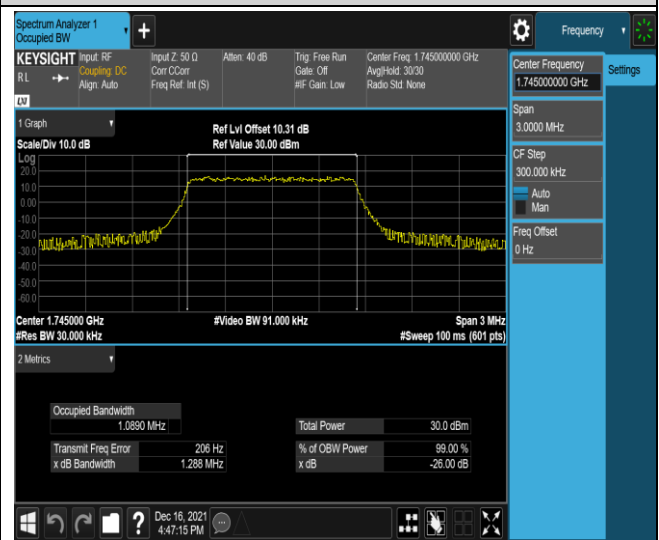 Spectrum Analyzer 1
Occupied BW
Frequency
KEYSIGHT
RL
Input: RF
Coupling: DC
Align: Auto
Input Z: 50 Ω
Corr CCorr
Freq Ref: Int (S)
Atten: 40 dB
Trig: Free Run
Gate: Off
#IF Gain: Low
Center Freq: 1.745000000 GHz
Avg|Hold: 30/30
Radio Std: None
LXI
Center Frequency
1.745000000 GHz
Settings
Span
3.0000 MHz
CF Step
300.000 kHz
Auto
Man
Freq Offset
0 Hz
1 Graph
Scale/Div 10.0 dB
Ref Lvl Offset 10.31 dB
Ref Value 30.00 dBm
Log
20.0
10.0
0.00
-10.0
-20.0
-30.0
-40.0
-50.0
-60.0
Center 1.745000 GHz
#Res BW 30.000 kHz
#Video BW 91.000 kHz
Span 3 MHz
#Sweep 100 ms (601 pts)
2 Metrics
Occupied Bandwidth
1.0890 MHz
Total Power 30.0 dBm
Transmit Freq Error 206 Hz
% of OBW Power 99.00 %
x dB Bandwidth 1.288 MHz
x dB -26.00 dB
Dec 16, 2021
4:47:15 PM